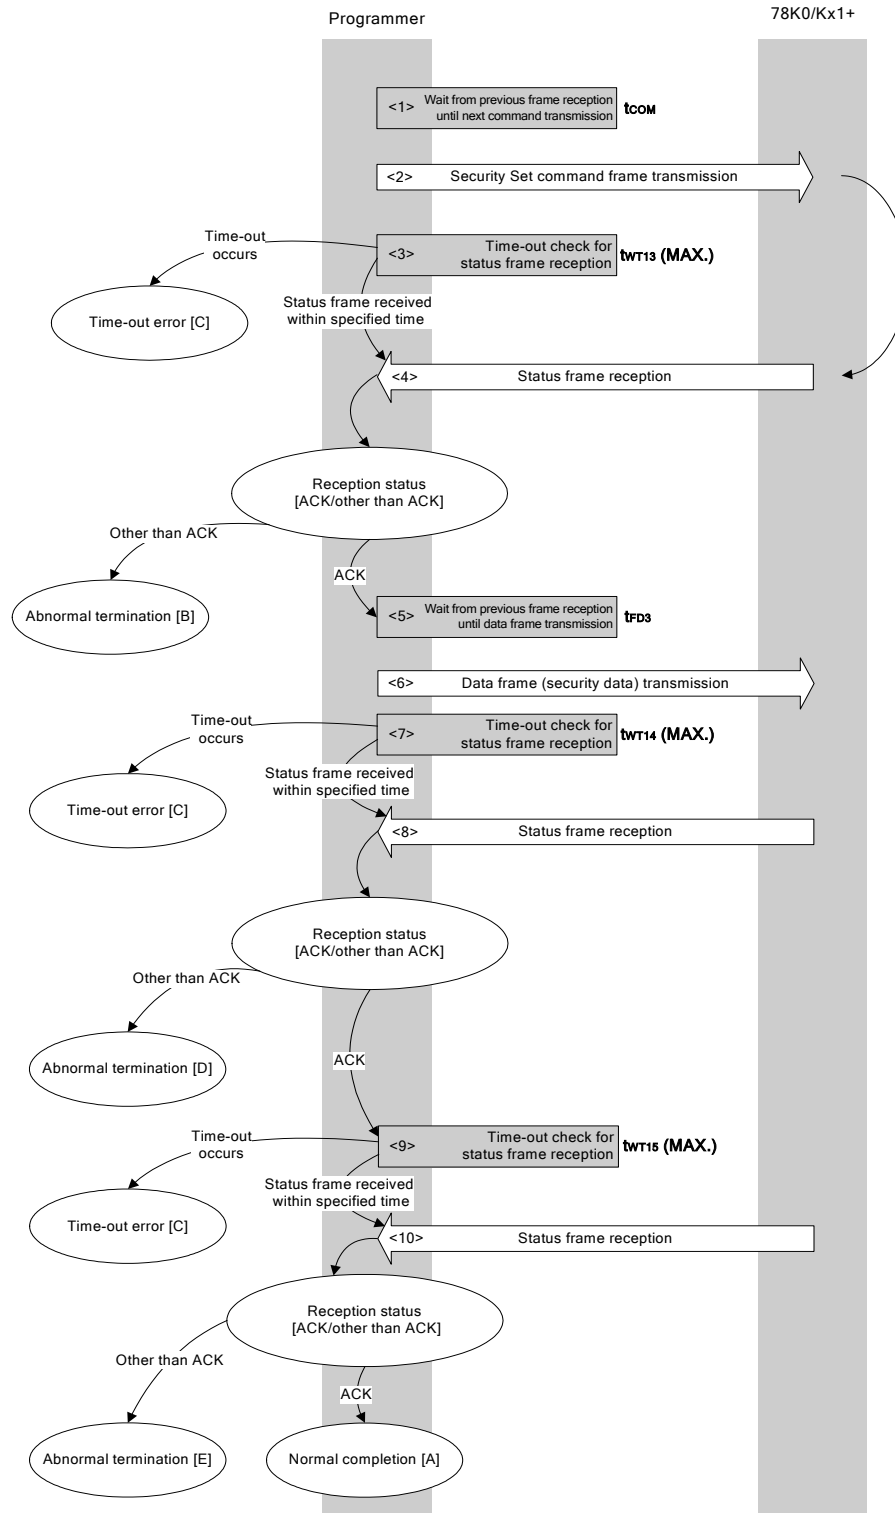 Programmer
78K0/Kx1+
<1> Wait from previous frame reception
until next command transmission
tCOM
<2> Security Set command frame transmission
Time-out
occurs
<3> Time-out check for
status frame reception
tWT13 (MAX.)
Time-out error [C]
Status frame received
within specified time
<4> Status frame reception
Reception status
[ACK/other than ACK]
Other than ACK
ACK
Abnormal termination [B]
<5> Wait from previous frame reception
until data frame transmission
tFD3
<6> Data frame (security data) transmission
Time-out
occurs
<7> Time-out check for
status frame reception
tWT14 (MAX.)
Status frame received
within specified time
Time-out error [C]
<8> Status frame reception
Reception status
[ACK/other than ACK]
Other than ACK
Abnormal termination [D]
ACK
Time-out
occurs
<9> Time-out check for
status frame reception
tWT15 (MAX.)
Status frame received
within specified time
Time-out error [C]
<10> Status frame reception
Reception status
[ACK/other than ACK]
Other than ACK
ACK
Abnormal termination [E]
Normal completion [A]